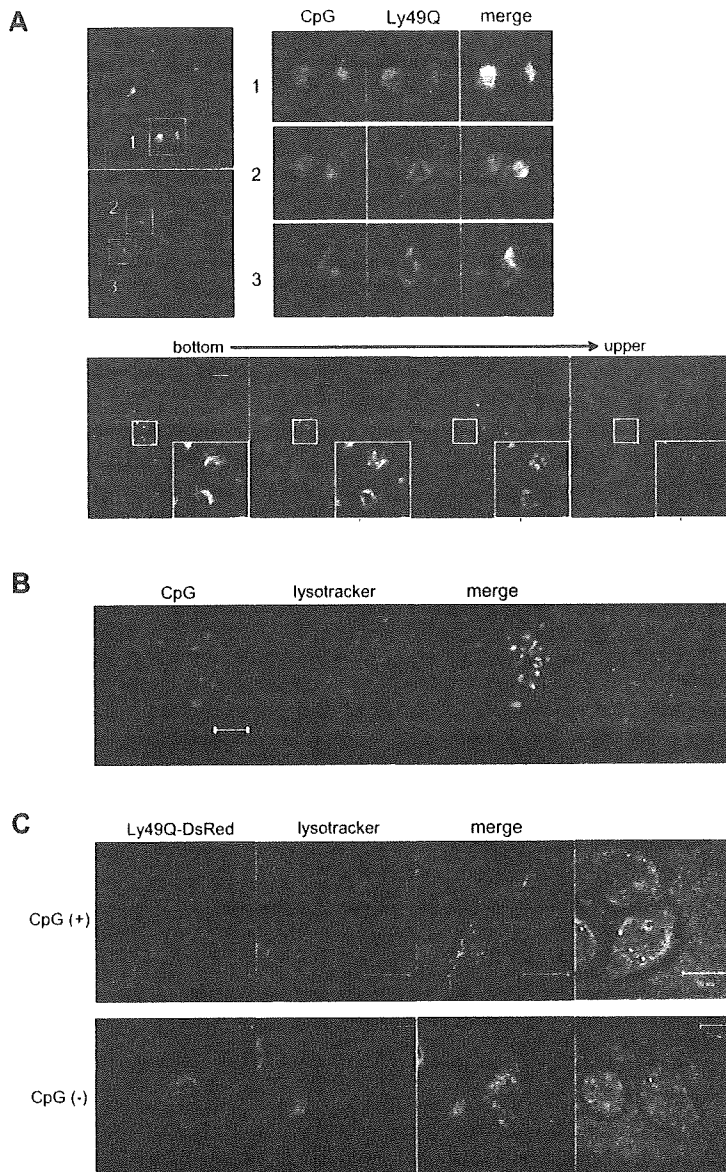 A
CpG Ly49Q merge
1
2
3
1
2
3
bottom upper
B
CpG lysotracker merge
C
Ly49Q-DsRed lysotracker merge
CpG (+)
CpG (-)